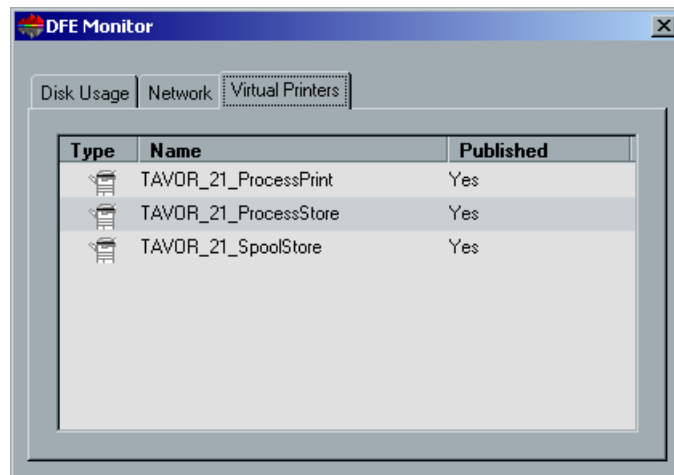 DFE Monitor
Disk Usage Network Virtual Printers
Type Name Published
TAVOR_21_ProcessPrint Yes
TAVOR_21_ProcessStore Yes
TAVOR_21_SpoolStore Yes